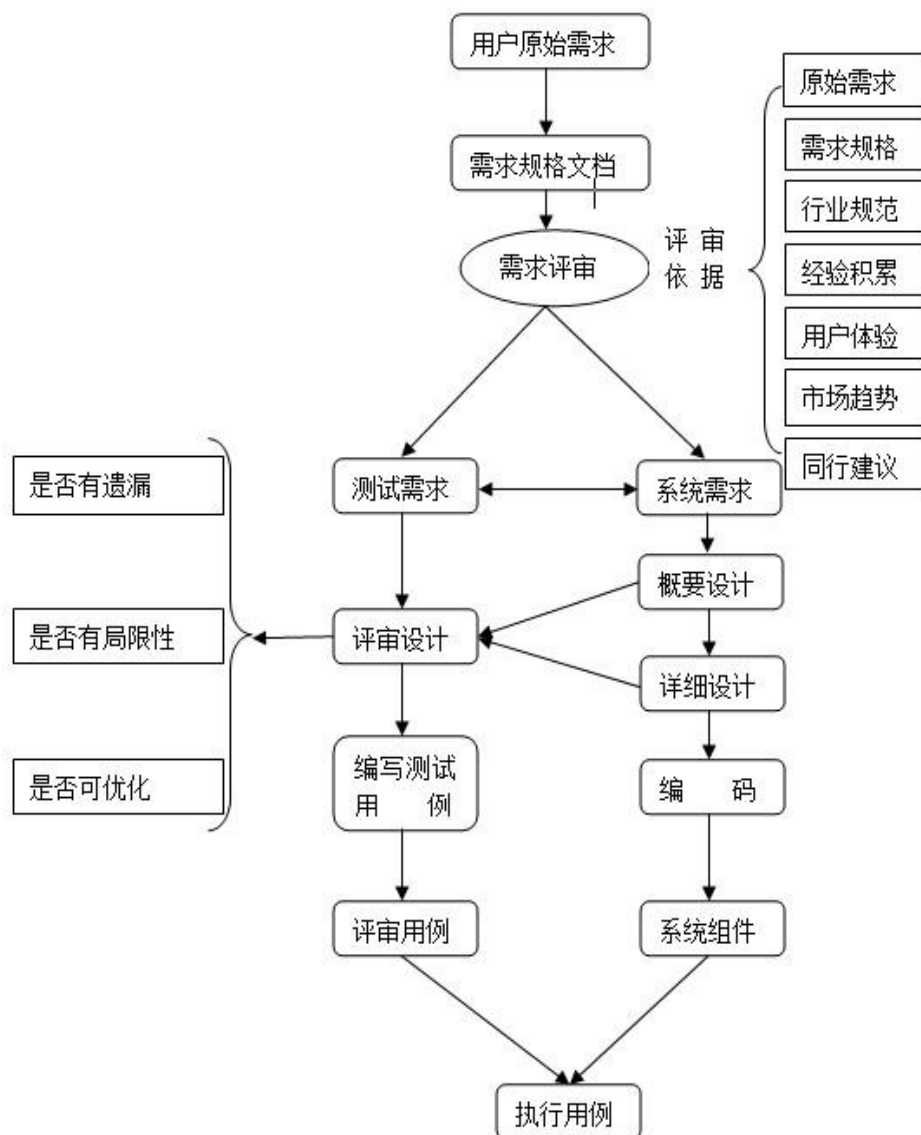 用户原始需求
需求规格文档
需求评审
评 审
依 据
原始需求
需求规格
行业规范
经验积累
用户体验
市场趋势
同行建议
测试需求
系统需求
是否有遗漏
是否有局限性
是否可优化
概要设计
评审设计
详细设计
编写测试
用 例
编 码
评审用例
系统组件
执行用例